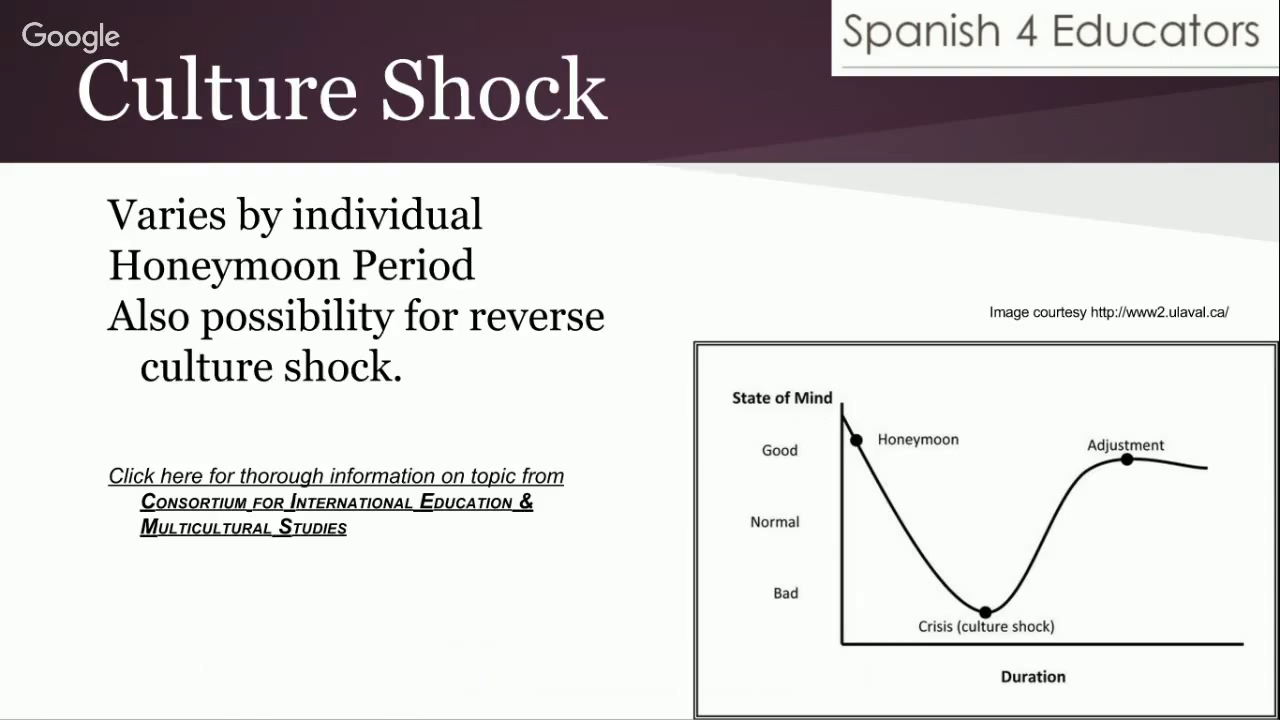 Google
Spanish 4 Educators
Culture Shock
Varies by individual
Honeymoon Period
Also possibility for reverse
culture shock.
Click here for thorough information on topic from
CONSORTIUM FOR INTERNATIONAL EDUCATION &
MULTICULTURAL STUDIES
Image courtesy http://www2.ulaval.ca/
State of Mind
Good
Honeymoon
Adjustment
Normal
Bad
Crisis (culture shock)
Duration